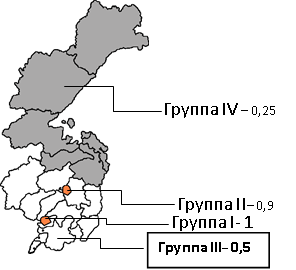 Группа IV – 0,25
Группа II – 0,9
Группа I - 1
Группа III – 0,5